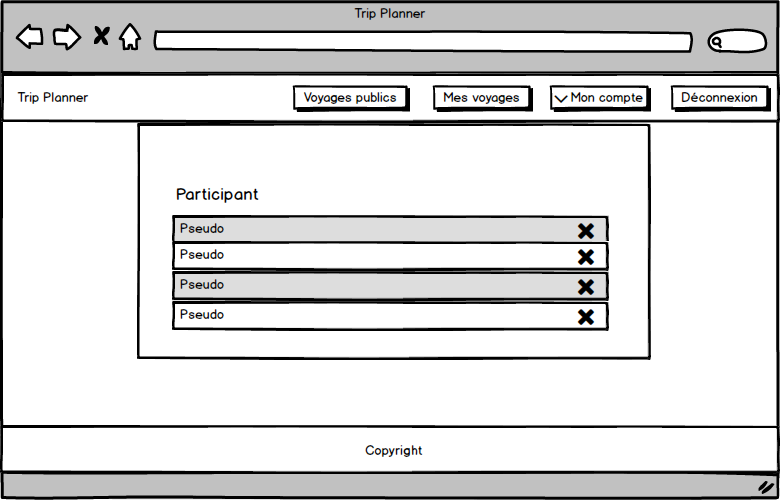 Trip Planner
Trip Planner Voyages publics Mes voyages Mon compte Déconnexion
Participant
Pseudo
Pseudo
Pseudo
Pseudo
Copyright